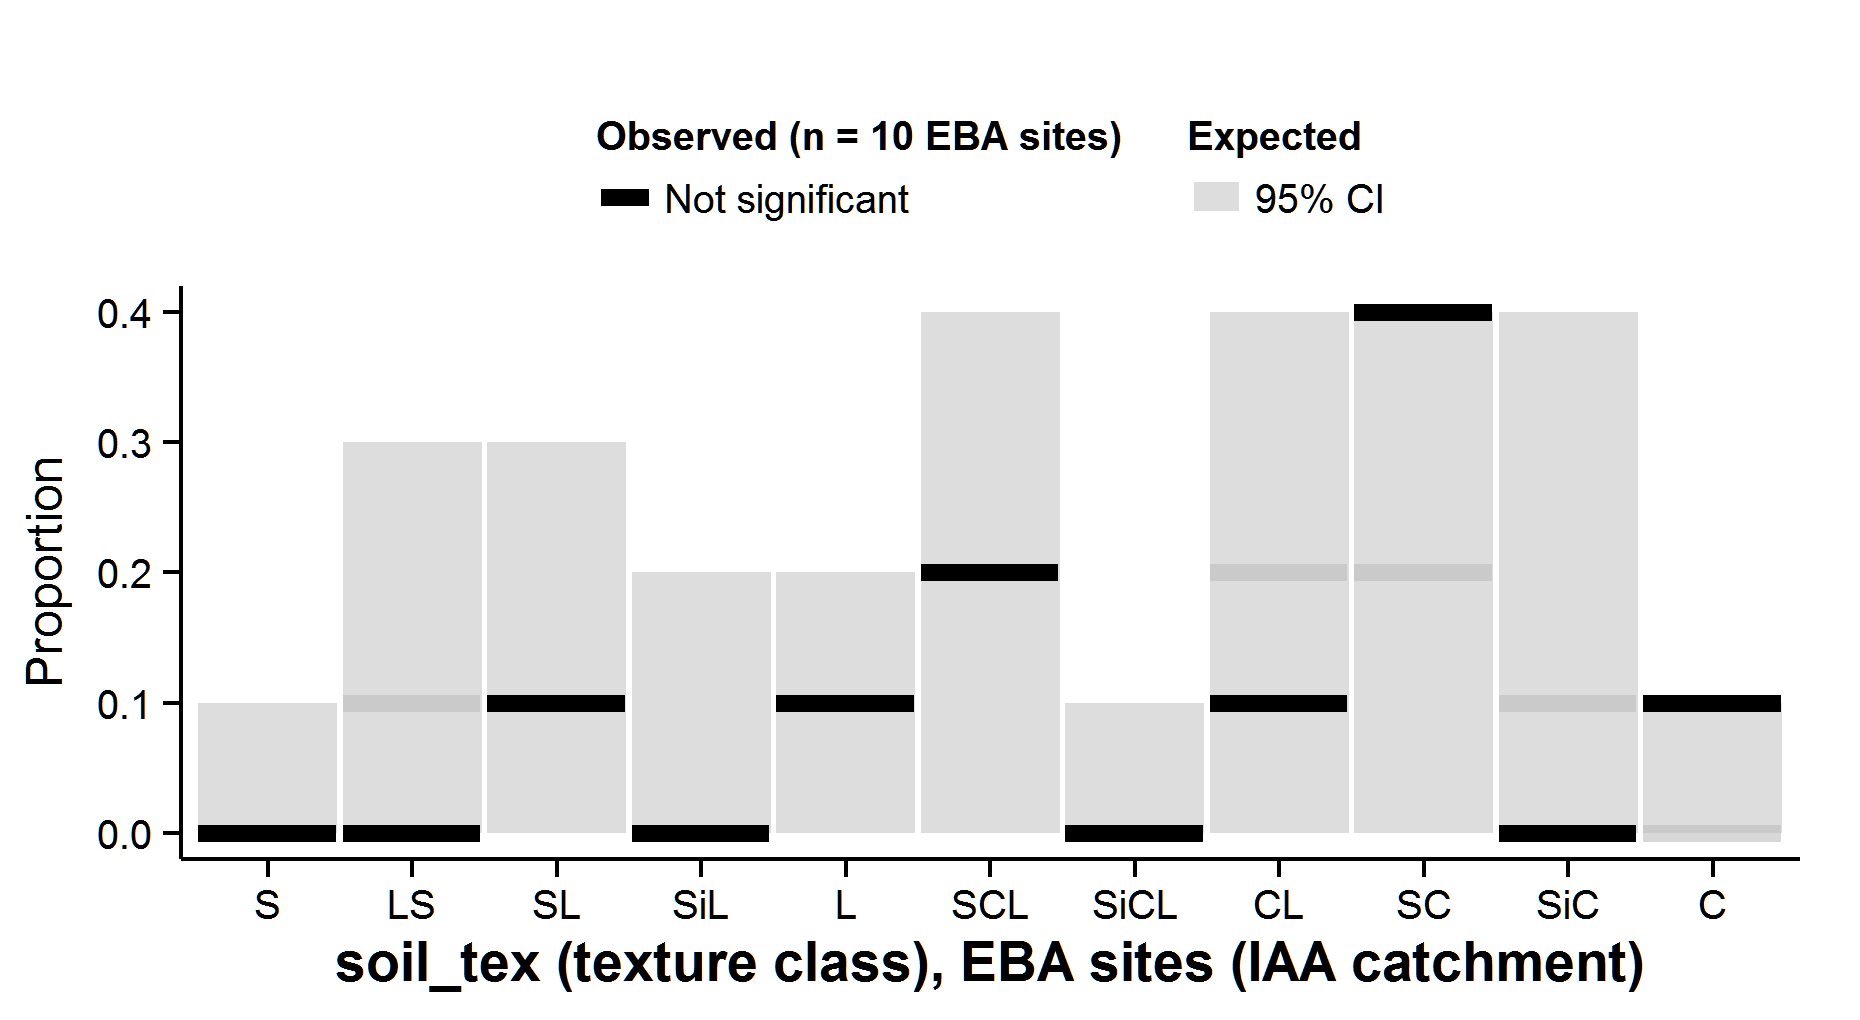 Observed (n = 10 EBA sites) Expected
Not significant 95% CI
0.4
0.3
0.2
0.1
0.0
Proportion
S LS SL SiL L SCL SiCL CL SC SiC C
soil_tex (texture class), EBA sites (IAA catchment)